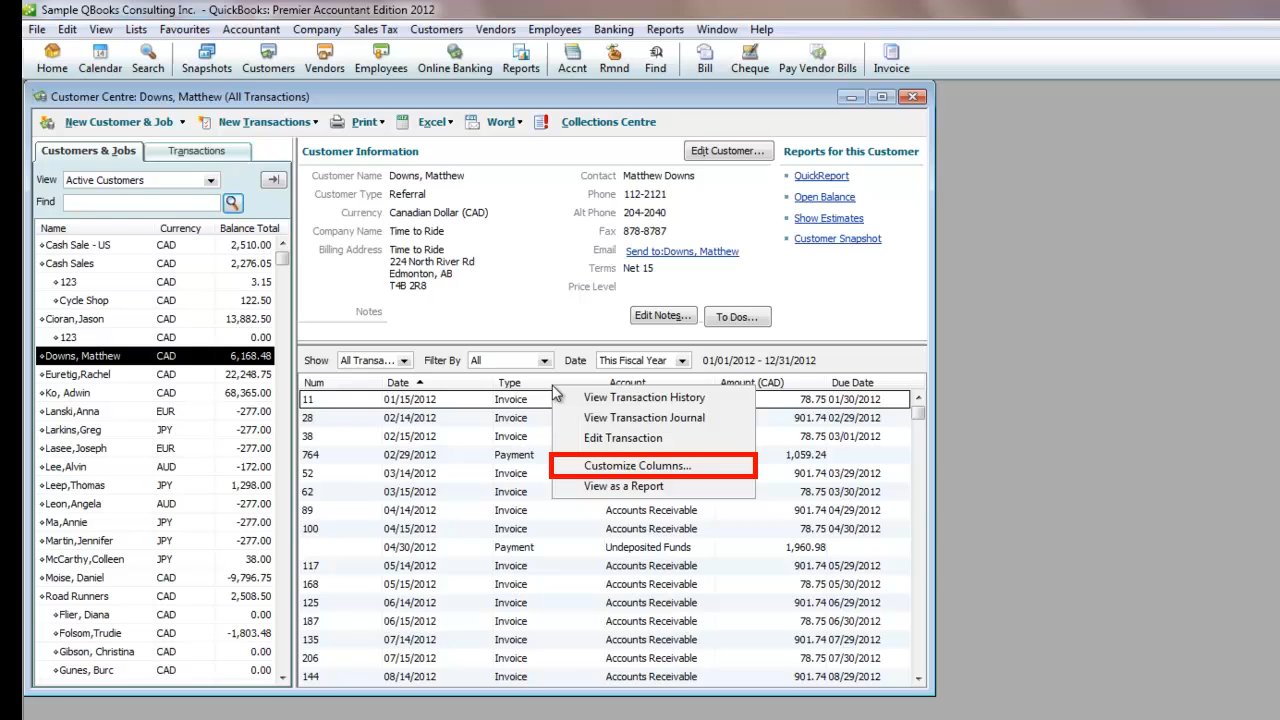 Sample QBooks Consulting Inc. - QuickBooks: Premier Accountant Edition 2012
File Edit View Lists Favourites Accountant Company Sales Tax Customers Vendors Employees Banking Reports Window Help
Home Calendar Search Snapshots Customers Vendors Employees Online Banking Reports Accnt Rmnd Find Bill Cheque Pay Vendor Bills Invoice
Customer Centre: Downs, Matthew (All Transactions)
New Customer & Job New Transactions Print Excel Word Collections Centre
Customers & Jobs Transactions
View Active Customers
Find
Name Currency Balance Total
Cash Sale - US CAD 2,510.00
Cash Sales CAD 2,276.05
123 CAD 3.15
Cycle Shop CAD 122.50
Cioran,Jason CAD 13,882.50
123 CAD 0.00
Downs, Matthew CAD 6,168.48
Euretig,Rachel CAD 22,248.75
Ko, Adwin CAD 68,365.00
Lanski,Anna EUR -277.00
Larkins,Greg EUR -277.00
Lasee,Joseph EUR -277.00
Lee,Alvin AUD -172.00
Leep,Thomas JPY 1,298.00
Leon,Angela AUD -277.00
Ma,Annie JPY -277.00
Martin,Jennifer JPY -277.00
McCarthy,Colleen JPY 38.00
Moise, Daniel CAD -9,796.75
Road Runners CAD 2,508.50
Flier, Diana CAD 0.00
Folsom,Trudie CAD -1,803.48
Gibson, Christina CAD 0.00
Gunes, Burc CAD 0.00
Customer Information Edit Customer...
Customer Name Downs, Matthew
Customer Type Referral
Currency Canadian Dollar (CAD)
Company Name Time to Ride
Billing Address Time to Ride
224 North River Rd
Edmonton, AB
T4B 2R8
Notes
Contact Matthew Downs
Phone 112-2121
Alt Phone 204-2040
Fax 878-8787
Email Send to:Downs, Matthew
Terms Net 15
Price Level
Edit Notes... To Dos...
Reports for this Customer
QuickReport
Open Balance
Show Estimates
Customer Snapshot
Show All Transa... Filter By All Date This Fiscal Year 01/01/2012 - 12/31/2012
Num Date Type Account Amount (CAD) Due Date
11 01/15/2012 Invoice 78.75 01/30/2012
28 02/14/2012 Invoice 901.74 02/29/2012
38 02/15/2012 Invoice 78.75 03/01/2012
764 02/29/2012 Payment 1,059.24
52 03/14/2012 Invoice 901.74 03/29/2012
62 03/15/2012 Invoice 78.75 03/30/2012
89 04/14/2012 Invoice Accounts Receivable 901.74 04/29/2012
100 04/15/2012 Invoice Accounts Receivable 78.75 04/30/2012
04/30/2012 Payment Undeposited Funds 1,960.98
117 05/14/2012 Invoice Accounts Receivable 901.74 05/29/2012
168 05/15/2012 Invoice Accounts Receivable 78.75 05/30/2012
125 06/14/2012 Invoice Accounts Receivable 901.74 06/29/2012
187 06/15/2012 Invoice Accounts Receivable 78.75 06/30/2012
135 07/14/2012 Invoice Accounts Receivable 901.74 07/29/2012
206 07/15/2012 Invoice Accounts Receivable 78.75 07/30/2012
144 08/14/2012 Invoice Accounts Receivable 901.74 08/29/2012
View Transaction History
View Transaction Journal
Edit Transaction
Customize Columns...
View as a Report